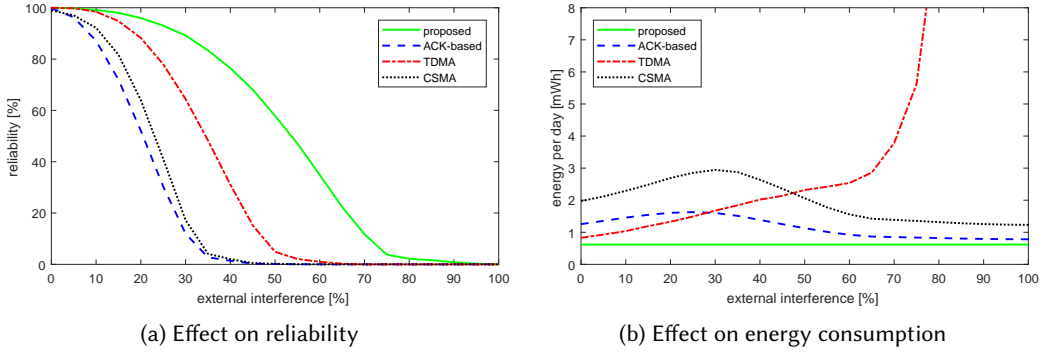 100
80
60
40
20
0
reliability [%]
0 10 20 30 40 50 60 70 80 90 100
external interference [%]
proposed
ACK-based
TDMA
CSMA
(a) Effect on reliability
8
7
6
5
4
3
2
1
0
energy per day [mWh]
0 10 20 30 40 50 60 70 80 90 100
external interference [%]
proposed
ACK-based
TDMA
CSMA
(b) Effect on energy consumption